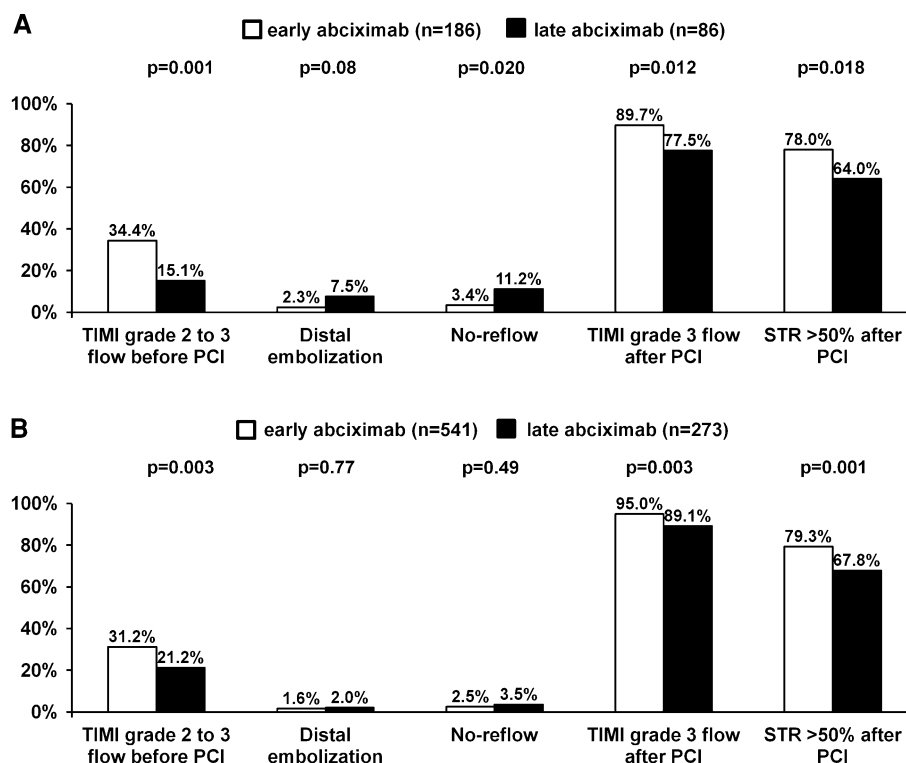 A
early abciximab (n=186) late abciximab (n=86)
p=0.001 p=0.08 p=0.020 p=0.012 p=0.018
100%
80%
60%
40%
20%
0%
34.4% 15.1% 2.3% 7.5% 3.4% 11.2% 89.7% 77.5% 78.0% 64.0%
TIMI grade 2 to 3 Distal No-reflow TIMI grade 3 flow STR >50% after
flow before PCI embolization after PCI PCI
B
early abciximab (n=541) late abciximab (n=273)
p=0.003 p=0.77 p=0.49 p=0.003 p=0.001
100%
80%
60%
40%
20%
0%
31.2% 21.2% 1.6% 2.0% 2.5% 3.5% 95.0% 89.1% 79.3% 67.8%
TIMI grade 2 to 3 Distal No-reflow TIMI grade 3 flow STR >50% after
flow before PCI embolization after PCI PCI